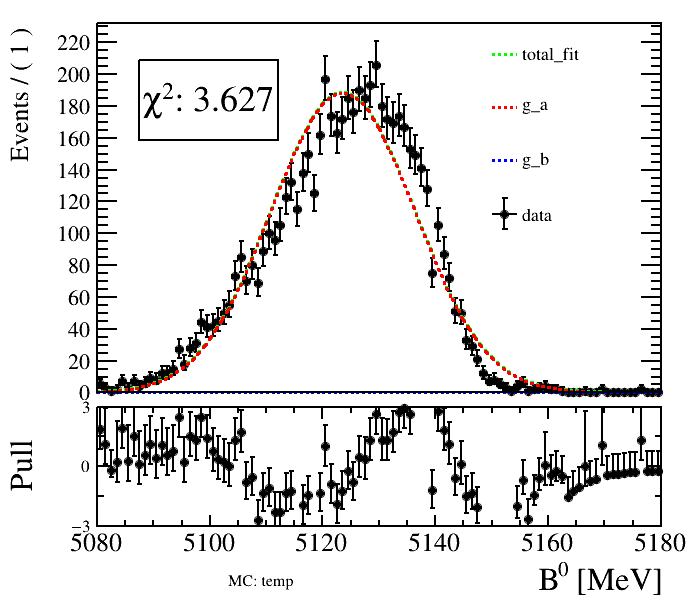 Events / ( 1 )
220
200
180
160
140
120
100
80
60
40
20
0
χ²: 3.627
total_fit
g_a
g_b
data
Pull
3
0
−3
5080 5100 5120 5140 5160 5180
MC: temp
B⁰ [MeV]